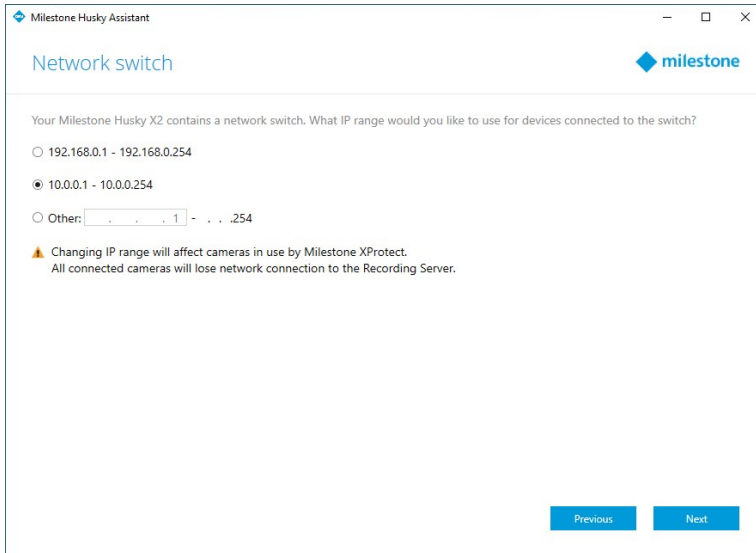 Milestone Husky Assistant
Network switch
milestone
Your Milestone Husky X2 contains a network switch. What IP range would you like to use for devices connected to the switch?
192.168.0.1 - 192.168.0.254
10.0.0.1 - 10.0.0.254
Other: . . . 1 - . . .254
Changing IP range will affect cameras in use by Milestone XProtect.
All connected cameras will lose network connection to the Recording Server.
Previous Next